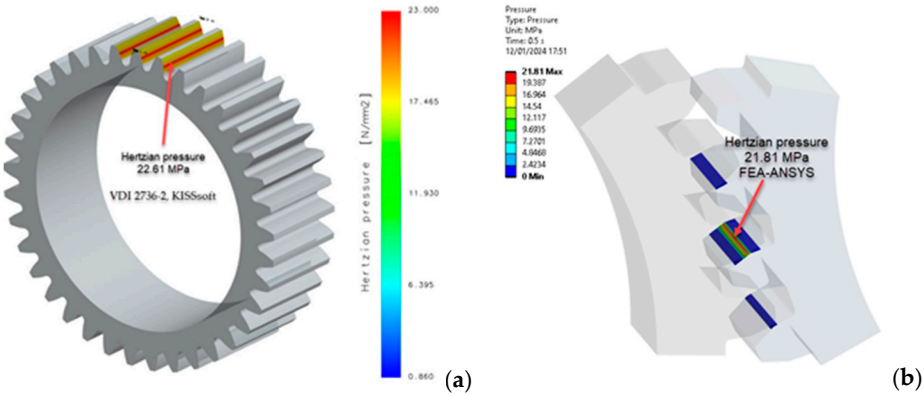 Hertzian pressure
22.61 MPa
VDI 2736-2, KISSsoft
Hertzian pressure [N/mm2]
23.000
17.465
11.930
6.395
0.860
(a)
Pressure
Type: Pressure
Unit: MPa
Time: 0.5 s
12/01/2024 17:51
21.81 Max
19.387
16.964
14.54
12.117
9.6935
7.2701
4.8468
2.4234
0 Min
Hertzian pressure
21.81 MPa
FEA-ANSYS
(b)